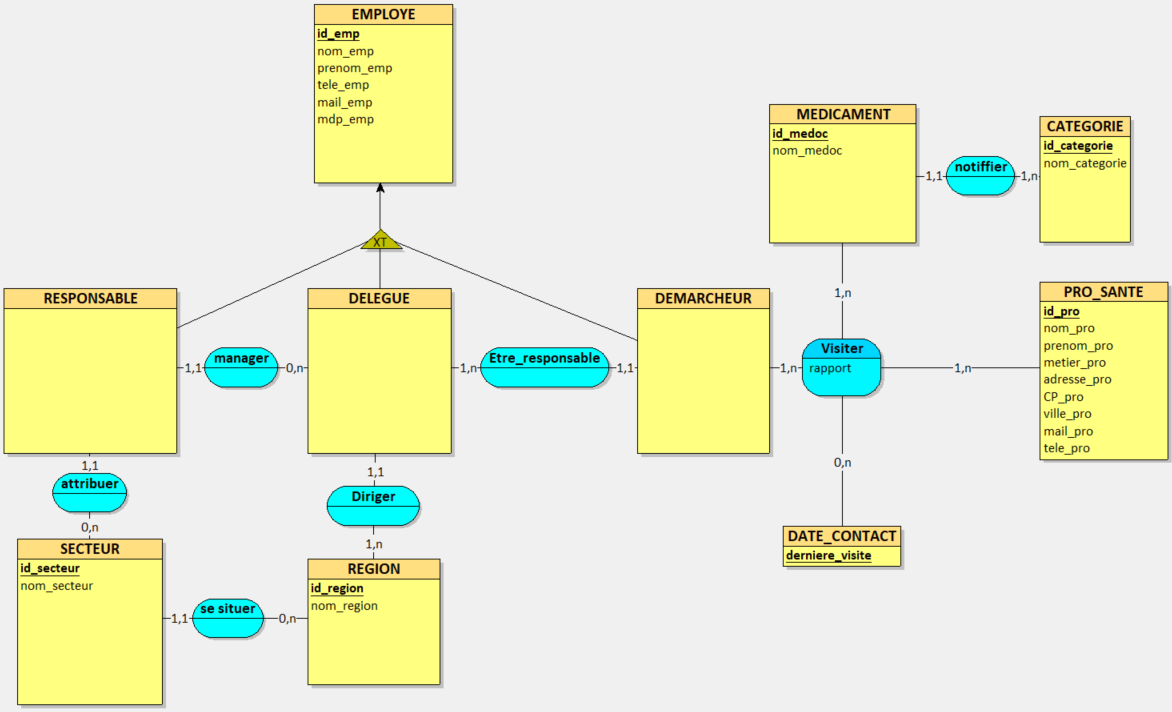 EMPLOYE
id_emp
nom_emp
prenom_emp
tele_emp
mail_emp
mdp_emp
XT
MEDICAMENT
id_medoc
nom_medoc
1,1
notiffier
1,n
CATEGORIE
id_categorie
nom_categorie
RESPONSABLE
1,1
manager
0,n
DELEGUE
1,n
Etre_responsable
1,1
DEMARCHEUR
1,n
1,n
Visiter
rapport
1,n
PRO_SANTE
id_pro
nom_pro
prenom_pro
metier_pro
adresse_pro
CP_pro
ville_pro
mail_pro
tele_pro
1,1
attribuer
0,n
1,1
Diriger
1,n
0,n
SECTEUR
id_secteur
nom_secteur
1,1
se situer
0,n
REGION
id_region
nom_region
DATE_CONTACT
derniere_visite